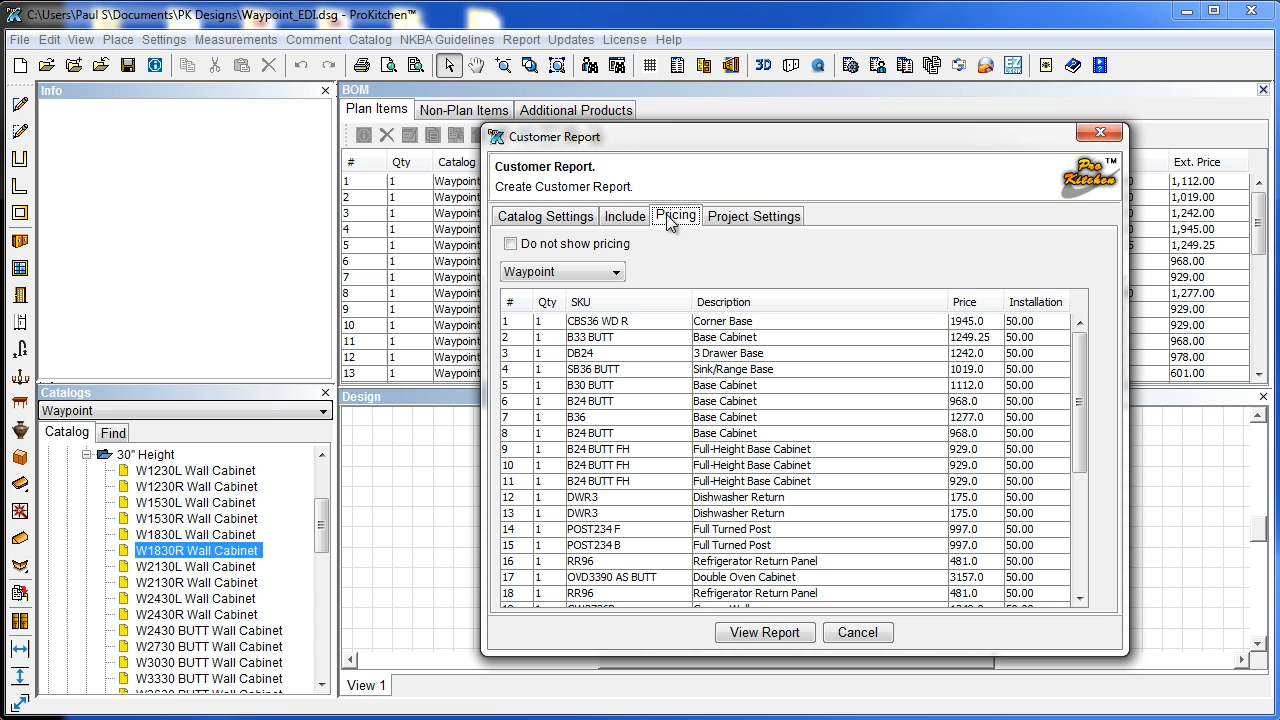 C:\Users\Paul S\Documents\PK Designs\Waypoint_EDI.dsg - ProKitchen™
File Edit View Place Settings Measurements Comment Catalog NKBA Guidelines Report Updates License Help
3D EZ
Info
BOM
Plan Items Non-Plan Items Additional Products
# Qty Catalog Ext. Price
1 1 Waypoint 1,112.00
2 1 Waypoint 1,019.00
3 1 Waypoint 1,242.00
4 1 Waypoint 1,945.00
5 1 Waypoint 1,249.25
6 1 Waypoint 968.00
7 1 Waypoint 929.00
8 1 Waypoint 1,277.00
9 1 Waypoint 929.00
10 1 Waypoint 929.00
11 1 Waypoint 968.00
12 1 Waypoint 978.00
13 1 Waypoint 601.00
Customer Report
Customer Report.
Create Customer Report.
Pro Kitchen ™
Catalog Settings Include Pricing Project Settings
Do not show pricing
Waypoint
# Qty SKU Description Price Installation
1 1 CBS36 WD R Corner Base 1945.0 50.00
2 1 B33 BUTT Base Cabinet 1249.25 50.00
3 1 DB24 3 Drawer Base 1242.0 50.00
4 1 SB36 BUTT Sink/Range Base 1019.0 50.00
5 1 B30 BUTT Base Cabinet 1112.0 50.00
6 1 B24 BUTT Base Cabinet 968.0 50.00
7 1 B36 Base Cabinet 1277.0 50.00
8 1 B24 BUTT Base Cabinet 968.0 50.00
9 1 B24 BUTT FH Full-Height Base Cabinet 929.0 50.00
10 1 B24 BUTT FH Full-Height Base Cabinet 929.0 50.00
11 1 B24 BUTT FH Full-Height Base Cabinet 929.0 50.00
12 1 DWR3 Dishwasher Return 175.0 50.00
13 1 DWR3 Dishwasher Return 175.0 50.00
14 1 POST234 F Full Turned Post 997.0 50.00
15 1 POST234 B Full Turned Post 997.0 50.00
16 1 RR96 Refrigerator Return Panel 481.0 50.00
17 1 OVD3390 AS BUTT Double Oven Cabinet 3157.0 50.00
18 1 RR96 Refrigerator Return Panel 481.0 50.00
View Report Cancel
Catalogs
Waypoint
Catalog Find
30" Height
W1230L Wall Cabinet
W1230R Wall Cabinet
W1530L Wall Cabinet
W1530R Wall Cabinet
W1830L Wall Cabinet
W1830R Wall Cabinet
W2130L Wall Cabinet
W2130R Wall Cabinet
W2430L Wall Cabinet
W2430R Wall Cabinet
W2430 BUTT Wall Cabinet
W2730 BUTT Wall Cabinet
W3030 BUTT Wall Cabinet
W3330 BUTT Wall Cabinet
Design
View 1